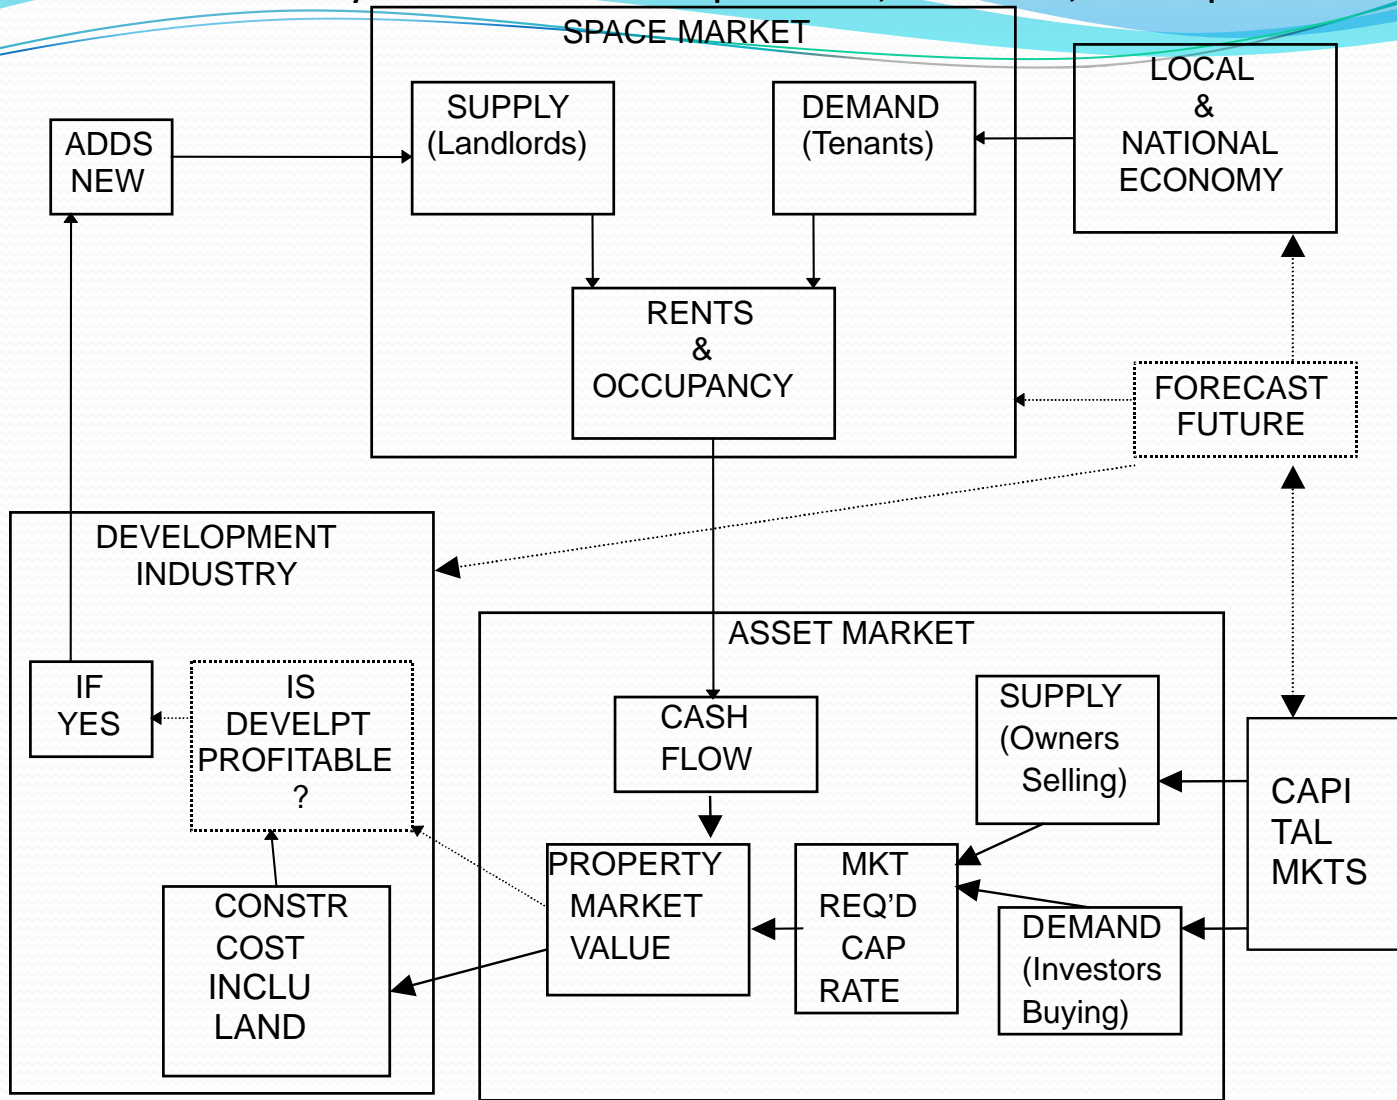 SPACE MARKET
SUPPLY
(Landlords)
DEMAND
(Tenants)
LOCAL
&
NATIONAL
ECONOMY
ADDS
NEW
RENTS
&
OCCUPANCY
FORECAST
FUTURE
DEVELOPMENT
INDUSTRY
IF
YES
IS
DEVELPT
PROFITABLE
?
CONSTR
COST
INCLU
LAND
ASSET MARKET
CASH
FLOW
PROPERTY
MARKET
VALUE
MKT
REQ’D
CAP
RATE
SUPPLY
(Owners
Selling)
DEMAND
(Investors
Buying)
CAPI
TAL
MKTS